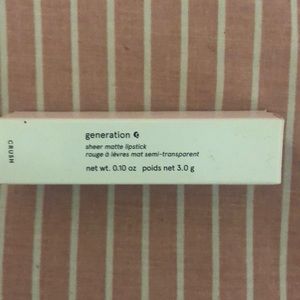 CRUSH
generation G
sheer matte lipstick
rouge à lèvres mat semi-transparent
net wt. 0.10 oz poids net 3.0 g